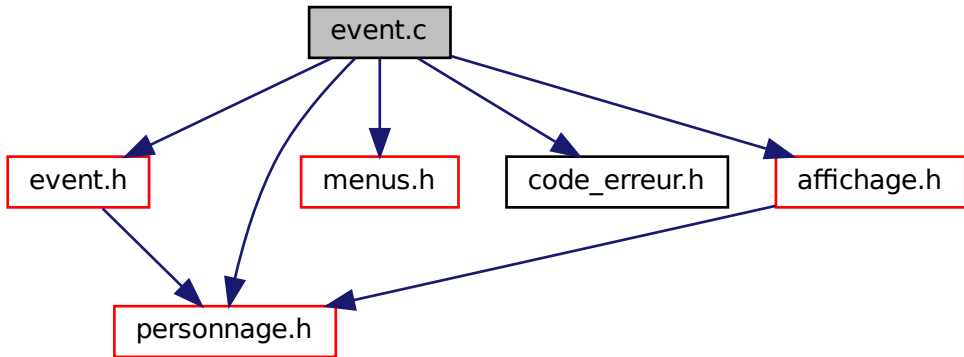 event.c
event.h
menus.h
code_erreur.h
affichage.h
personnage.h